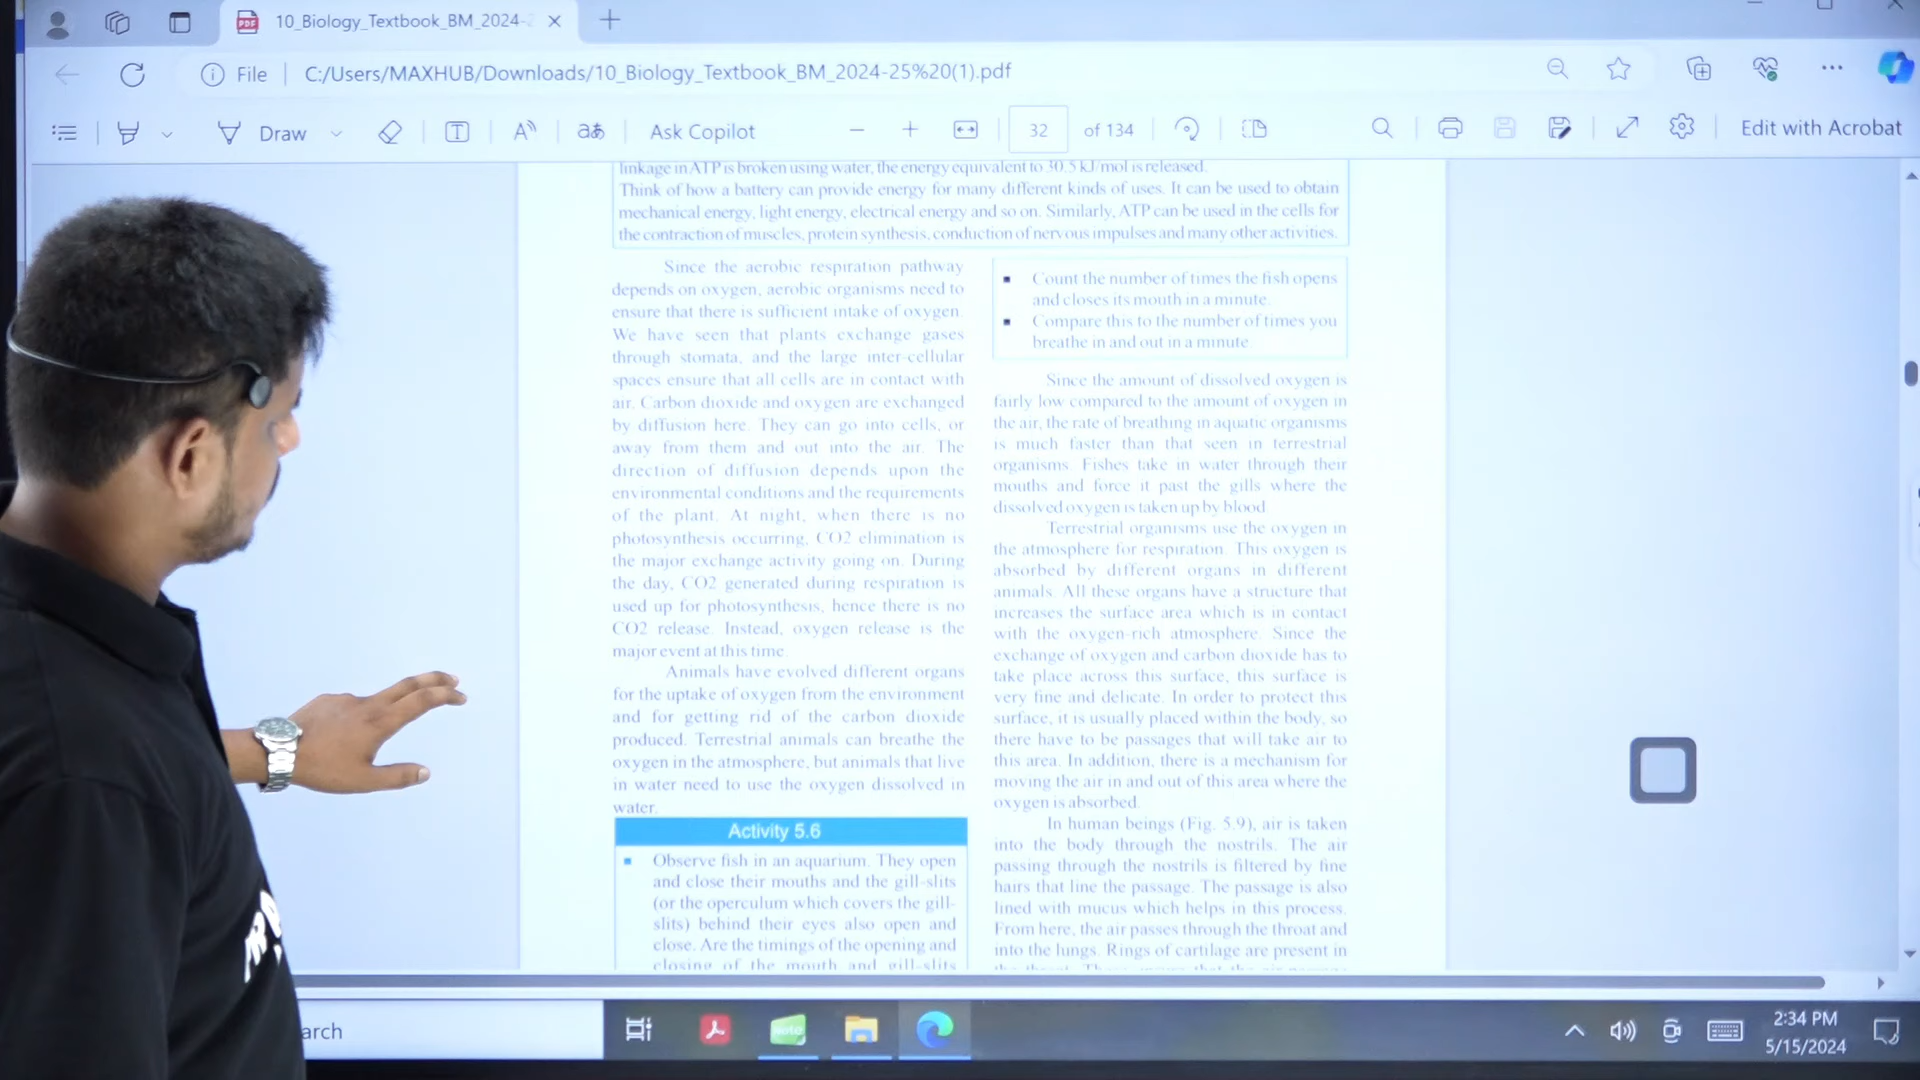 10_Biology_Textbook_BM_2024-2
File
C:/Users/MAXHUB/Downloads/10_Biology_Textbook_BM_2024-25%20(1).pdf
Draw
Ask Copilot
32
of 134
Edit with Acrobat
linkage in ATP is broken using water, the energy equivalent to 30.5 kJ/mol is released.
Think of how a battery can provide energy for many different kinds of uses. It can be used to obtain
mechanical energy, light energy, electrical energy and so on. Similarly, ATP can be used in the cells for
the contraction of muscles, protein synthesis, conduction of nervous impulses and many other activities.
Since the aerobic respiration pathway
depends on oxygen, aerobic organisms need to
ensure that there is sufficient intake of oxygen.
We have seen that plants exchange gases
through stomata, and the large inter-cellular
spaces ensure that all cells are in contact with
air. Carbon dioxide and oxygen are exchanged
by diffusion here. They can go into cells, or
away from them and out into the air. The
direction of diffusion depends upon the
environmental conditions and the requirements
of the plant. At night, when there is no
photosynthesis occurring, CO2 elimination is
the major exchange activity going on. During
the day, CO2 generated during respiration is
used up for photosynthesis, hence there is no
CO2 release. Instead, oxygen release is the
major event at this time
Animals have evolved different organs
for the uptake of oxygen from the environment
and for getting rid of the carbon dioxide
produced. Terrestrial animals can breathe the
oxygen in the atmosphere, but animals that live
in water need to use the oxygen dissolved in
water.
Activity 5.6
Observe fish in an aquarium. They open
and close their mouths and the gill-slits
(or the operculum which covers the gill-
slits) behind their eyes also open and
close. Are the timings of the opening and
closing of the mouth and gill-slits
Count the number of times the fish opens
and closes its mouth in a minute.
Compare this to the number of times you
breathe in and out in a minute
Since the amount of dissolved oxygen is
fairly low compared to the amount of oxygen in
the air, the rate of breathing in aquatic organisms
is much faster than that seen in terrestrial
organisms. Fishes take in water through their
mouths and force it past the gills where the
dissolved oxygen is taken up by blood
Terrestrial organisms use the oxygen in
the atmosphere for respiration. This oxygen is
absorbed by different organs in different
animals. All these organs have a structure that
increases the surface area which is in contact
with the oxygen-rich atmosphere. Since the
exchange of oxygen and carbon dioxide has to
take place across this surface, this surface is
very fine and delicate. In order to protect this
surface, it is usually placed within the body, so
there have to be passages that will take air to
this area. In addition, there is a mechanism for
moving the air in and out of this area where the
oxygen is absorbed.
In human beings (Fig. 5.9), air is taken
into the body through the nostrils. The air
passing through the nostrils is filtered by fine
hairs that line the passage. The passage is also
lined with mucus which helps in this process.
From here, the air passes through the throat and
into the lungs. Rings of cartilage are present in
arch
note
2:34 PM
5/15/2024